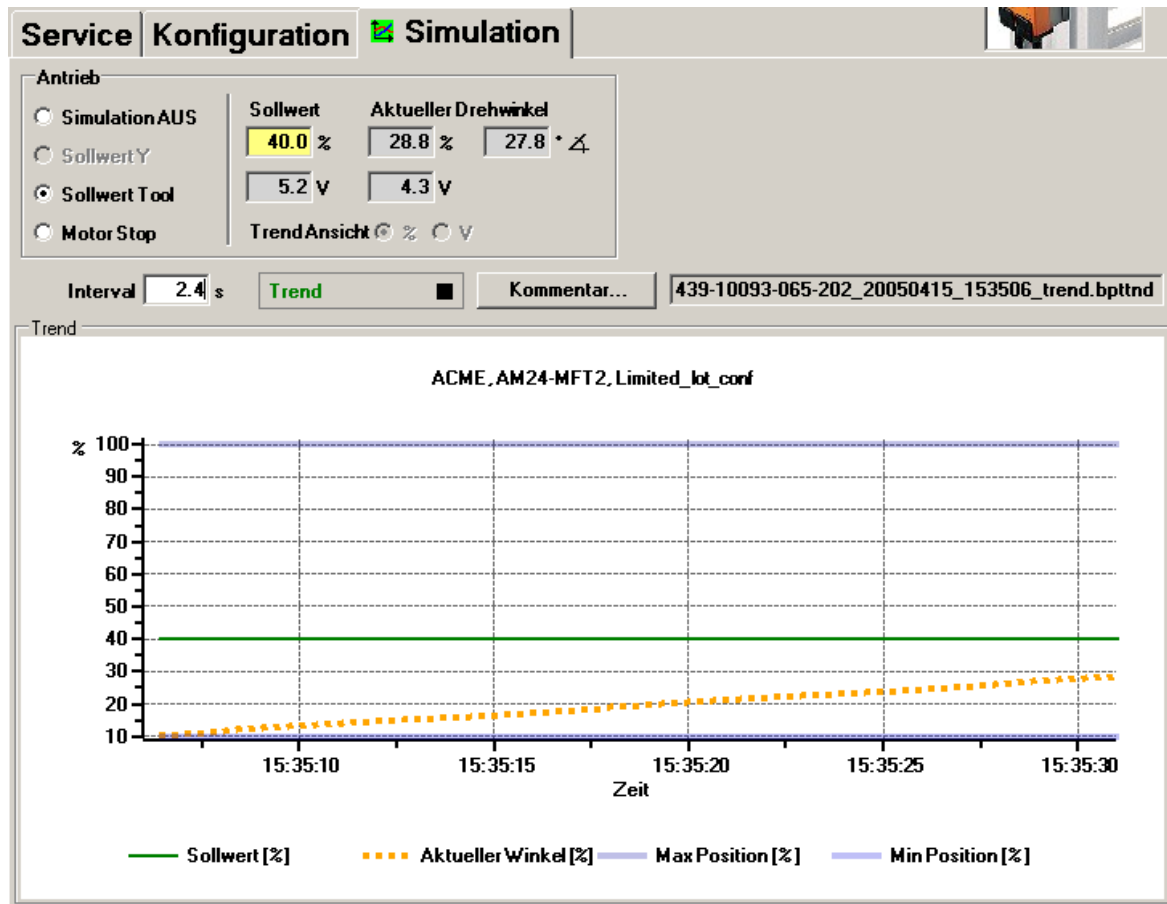 Service Konfiguration Simulation
Antrieb
Simulation AUS
Sollwert Y
Sollwert Tool
Motor Stop
Sollwert Aktueller Drehwinkel
40.0 % 28.8 % 27.8 °
5.2 V 4.3 V
Trend Ansicht % V
Interval 2.4 s Trend Kommentar... 439-10093-065-202_20050415_153506_trend.bpttnd
Trend
ACME, AM24-MFT2, Limited_lot_conf
% 100
90
80
70
60
50
40
30
20
10
15:35:10 15:35:15 15:35:20 15:35:25 15:35:30
Zeit
Sollwert [%] Aktueller Winkel [%] Max Position [%] Min Position [%]